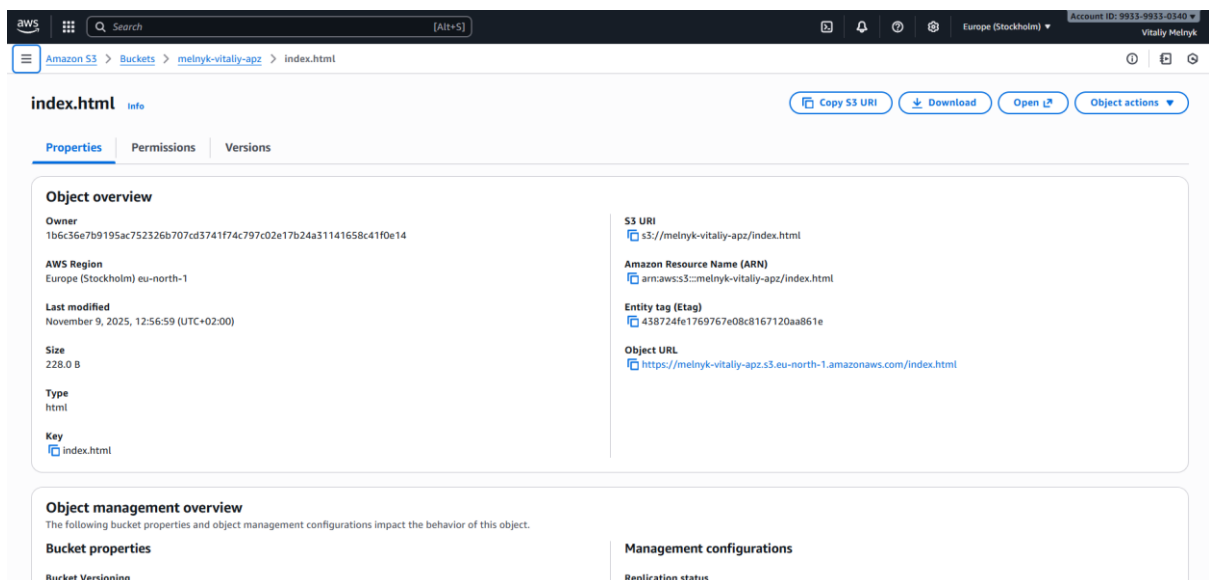 aws
Search
[Alt+S]
Europe (Stockholm)
Account ID: 9933-9933-0340
Vitaliy Melnyk
Amazon S3 > Buckets > melnyk-vitaliy-apz > index.html
index.html Info
Copy S3 URI
Download
Open
Object actions
Properties
Permissions
Versions
Object overview
Owner
1b6c36e7b9195ac752326b707cd3741f74c797c02e17b24a31141658c41f0e14
AWS Region
Europe (Stockholm) eu-north-1
Last modified
November 9, 2025, 12:56:59 (UTC+02:00)
Size
228.0 B
Type
html
Key
index.html
S3 URI
s3://melnyk-vitaliy-apz/index.html
Amazon Resource Name (ARN)
arn:aws:s3:::melnyk-vitaliy-apz/index.html
Entity tag (Etag)
438724fe1769767e08c8167120aa861e
Object URL
https://melnyk-vitaliy-apz.s3.eu-north-1.amazonaws.com/index.html
Object management overview
The following bucket properties and object management configurations impact the behavior of this object.
Bucket properties
Bucket Versioning
Management configurations
Replication status